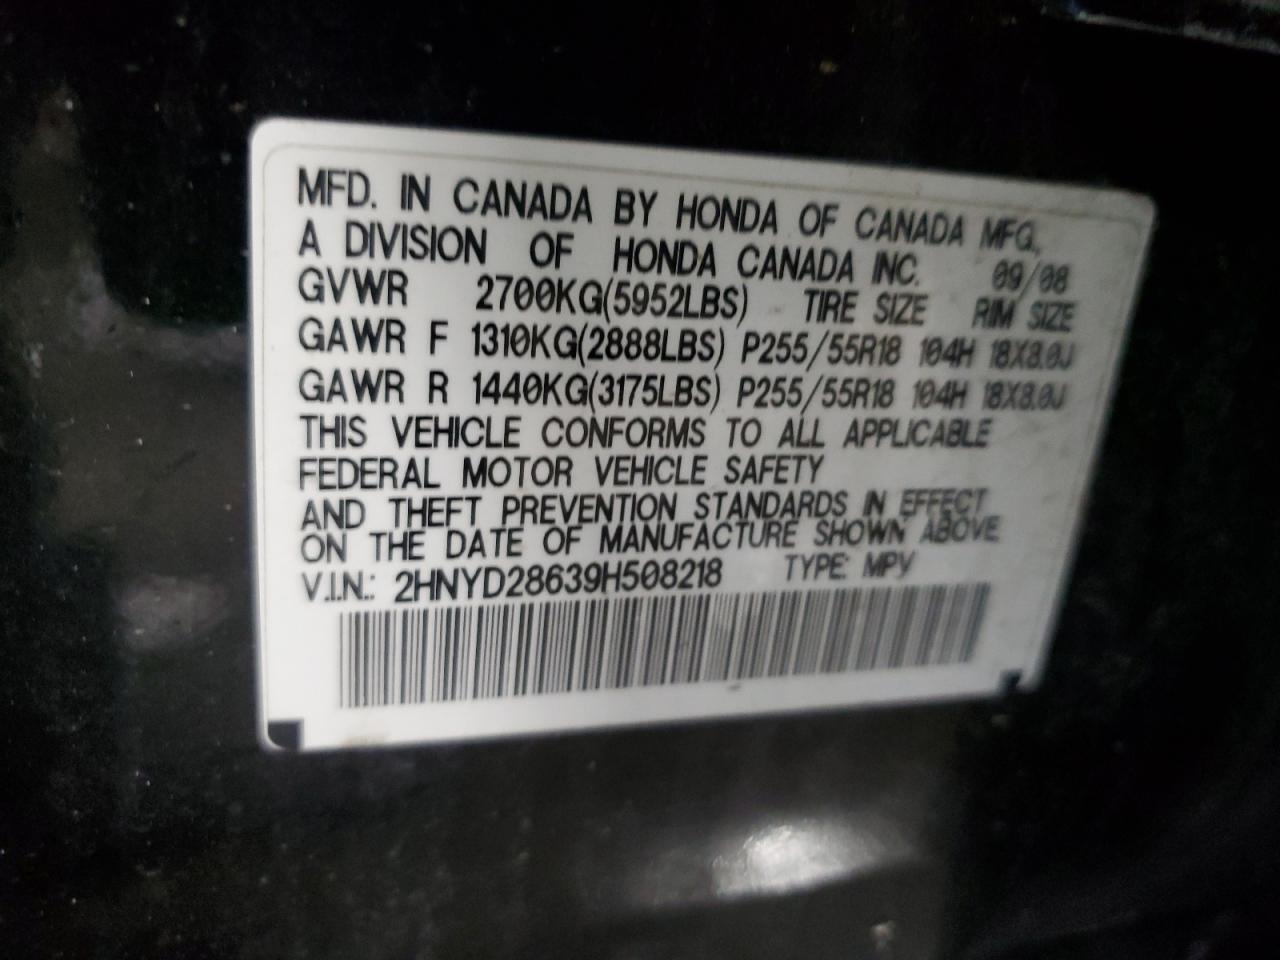 MFD. IN CANADA BY HONDA OF CANADA MFG.,
A DIVISION OF HONDA CANADA INC. 09/08
GVWR 2700KG(5952LBS) TIRE SIZE RIM SIZE
GAWR F 1310KG(2888LBS) P255/55R18 104H 18X8.0J
GAWR R 1440KG(3175LBS) P255/55R18 104H 18X8.0J
THIS VEHICLE CONFORMS TO ALL APPLICABLE
FEDERAL MOTOR VEHICLE SAFETY
AND THEFT PREVENTION STANDARDS IN EFFECT
ON THE DATE OF MANUFACTURE SHOWN ABOVE
V.I.N.: 2HNYD28639H508218 TYPE: MPV